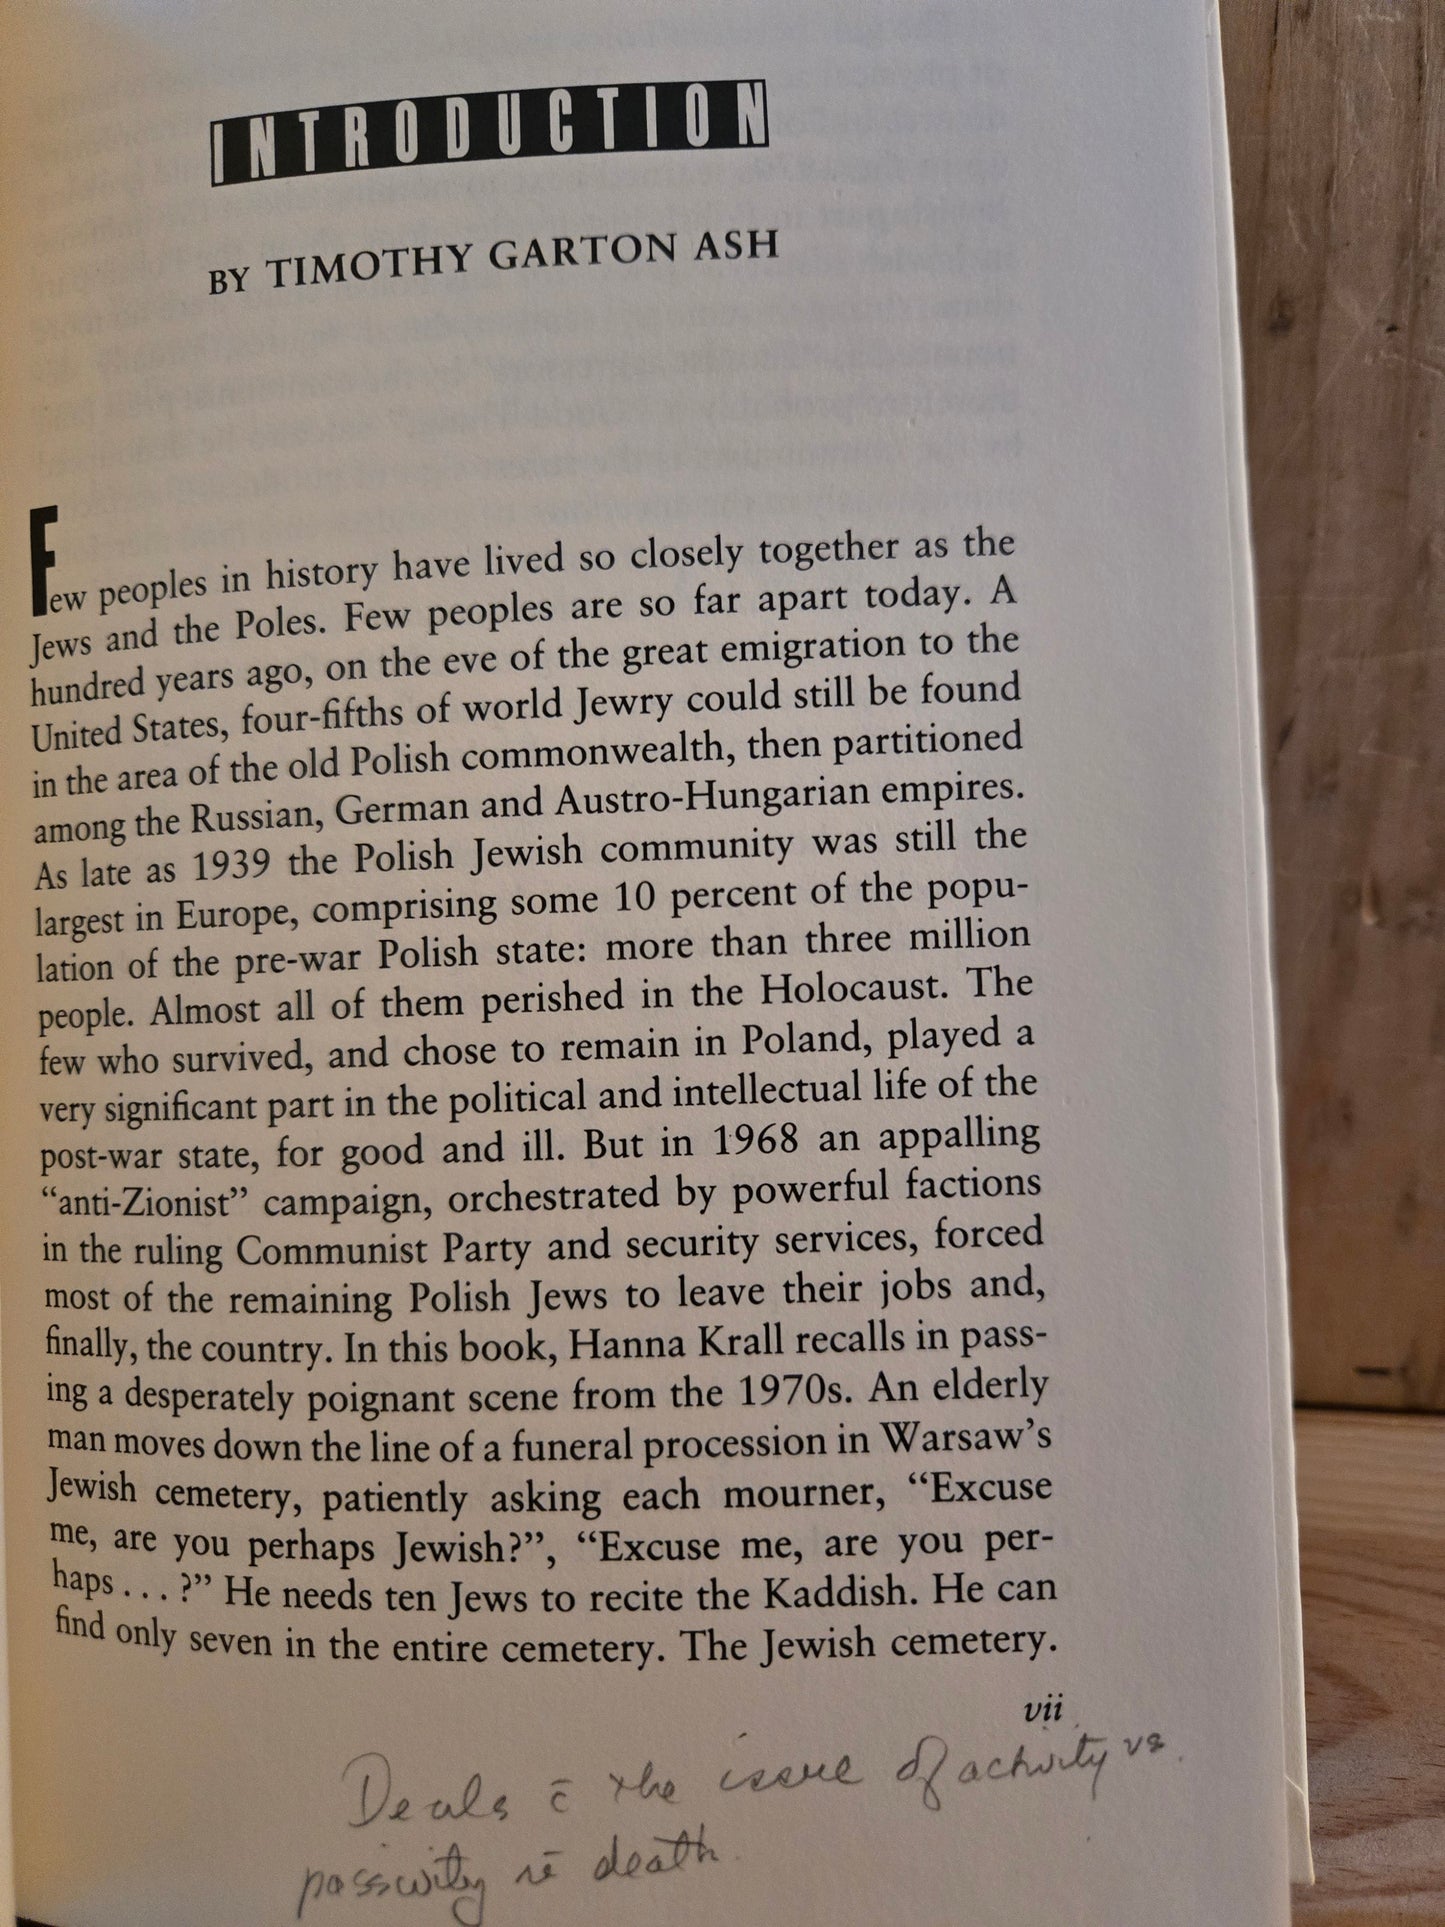 INTRODUCTION
BY TIMOTHY GARTON ASH
Few peoples in history have lived so closely together as the
Jews and the Poles. Few peoples are so far apart today. A
hundred years ago, on the eve of the great emigration to the
United States, four-fifths of world Jewry could still be found
in the area of the old Polish commonwealth, then partitioned
among the Russian, German and Austro-Hungarian empires.
As late as 1939 the Polish Jewish community was still the
largest in Europe, comprising some 10 percent of the popu-
lation of the pre-war Polish state: more than three million
people. Almost all of them perished in the Holocaust. The
few who survived, and chose to remain in Poland, played a
very significant part in the political and intellectual life of the
post-war state, for good and ill. But in 1968 an appalling
“anti-Zionist” campaign, orchestrated by powerful factions
in the ruling Communist Party and security services, forced
most of the remaining Polish Jews to leave their jobs and,
finally, the country. In this book, Hanna Krall recalls in pass-
ing a desperately poignant scene from the 1970s. An elderly
man moves down the line of a funeral procession in Warsaw’s
Jewish cemetery, patiently asking each mourner, “Excuse
me, are you perhaps Jewish?”, “Excuse me, are you per-
haps . . . ?” He needs ten Jews to recite the Kaddish. He can
find only seven in the entire cemetery. The Jewish cemetery.
vii
Deals c̄ the issue of activity vs.
passivity rē death